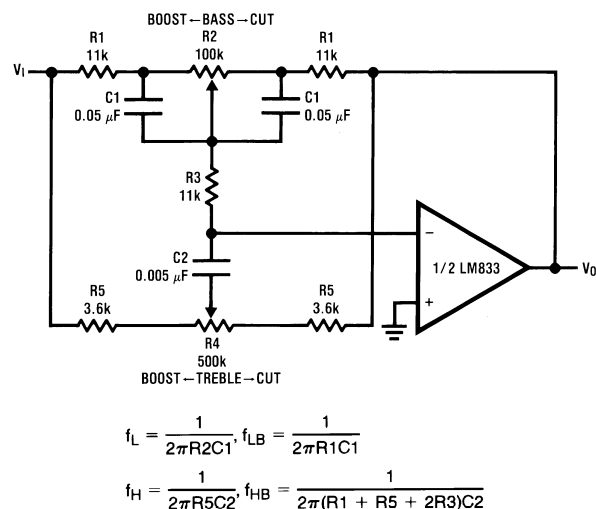 BOOST←BASS→CUT
R1
11k
R2
100k
R1
11k
VI
C1
0.05 μF
C1
0.05 μF
R3
11k
C2
0.005 μF
−
+
1/2 LM833
VO
R5
3.6k
R5
3.6k
R4
500k
BOOST←TREBLE→CUT
fL = 1/2πR2C1, fLB = 1/2πR1C1
fH = 1/2πR5C2, fHB = 1/2π(R1 + R5 + 2R3)C2